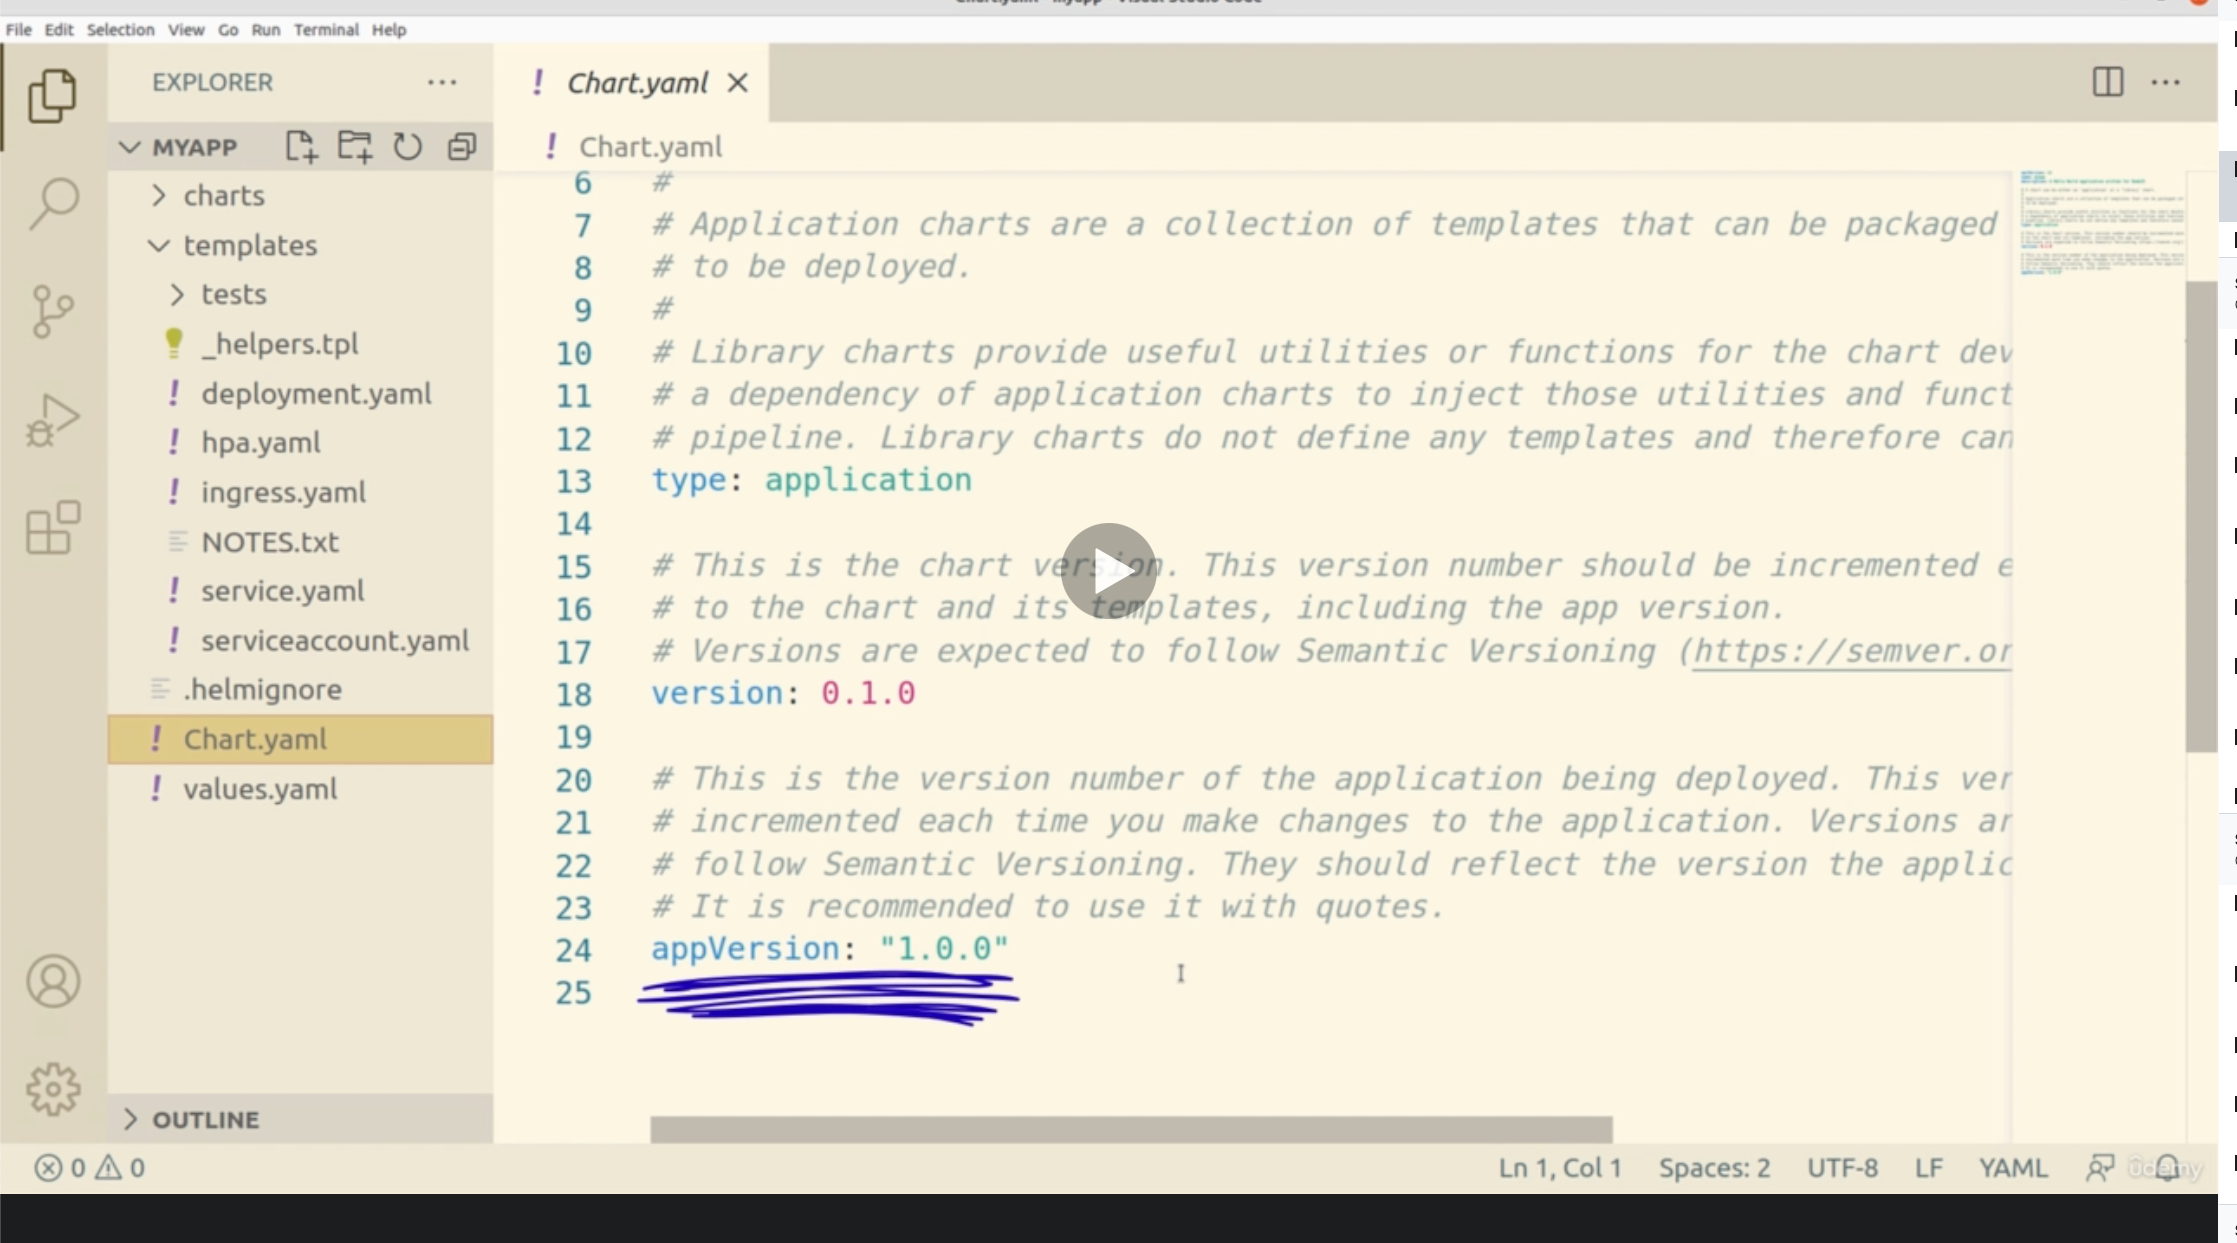 File Edit Selection View Go Run Terminal Help
EXPLORER
MYAPP
charts
templates
tests
_helpers.tpl
deployment.yaml
hpa.yaml
ingress.yaml
NOTES.txt
service.yaml
serviceaccount.yaml
.helmignore
Chart.yaml
values.yaml
OUTLINE
Chart.yaml
Chart.yaml
6 #
7 # Application charts are a collection of templates that can be packaged
8 # to be deployed.
9 #
10 # Library charts provide useful utilities or functions for the chart dev
11 # a dependency of application charts to inject those utilities and funct
12 # pipeline. Library charts do not define any templates and therefore can
13 type: application
14
15 # This is the chart version. This version number should be incremented e
16 # to the chart and its templates, including the app version.
17 # Versions are expected to follow Semantic Versioning (https://semver.or
18 version: 0.1.0
19
20 # This is the version number of the application being deployed. This ver
21 # incremented each time you make changes to the application. Versions ar
22 # follow Semantic Versioning. They should reflect the version the applic
23 # It is recommended to use it with quotes.
24 appVersion: "1.0.0"
25
0 0 Ln 1, Col 1 Spaces: 2 UTF-8 LF YAML
ûdemy